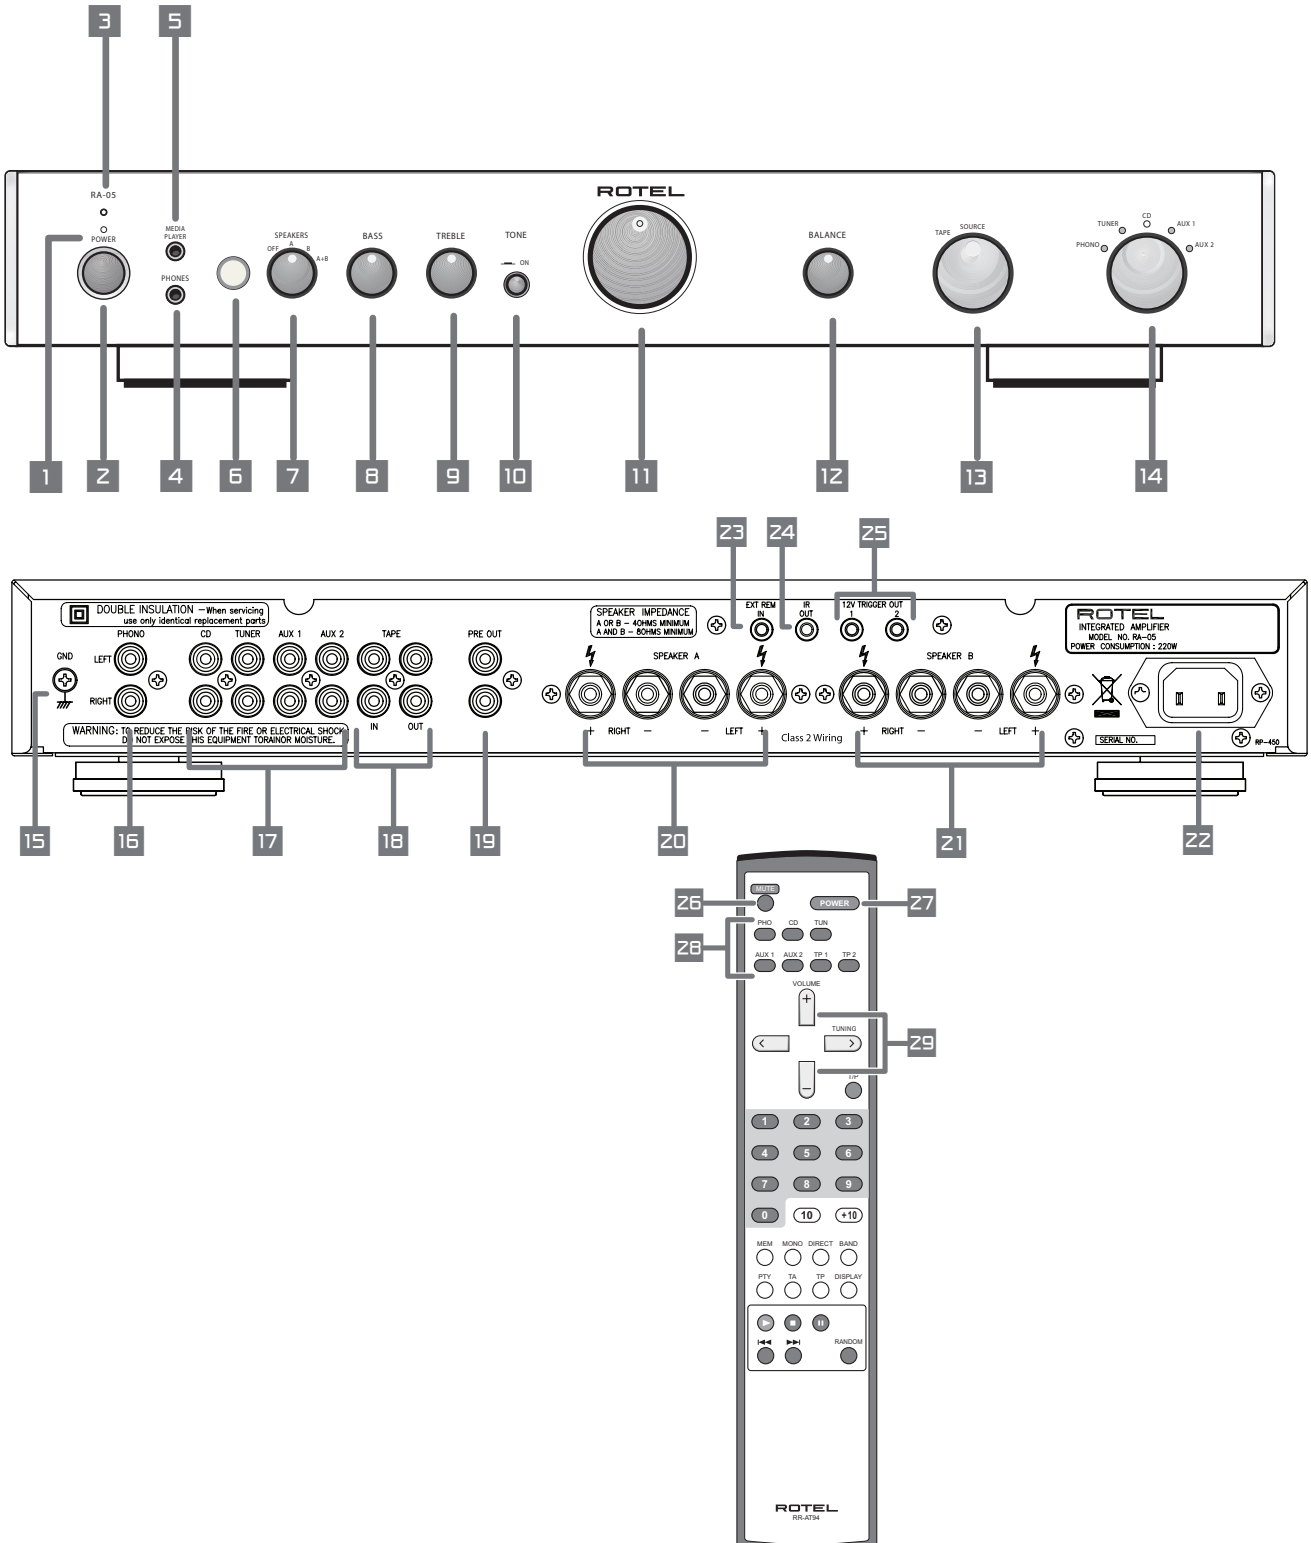 3 5
ROTEL
RA-05
POWER
MEDIA
PLAYER
PHONES
SPEAKERS
OFF A B A+B
BASS
TREBLE
TONE
ON
BALANCE
TAPE SOURCE
PHONO TUNER CD AUX 1 AUX 2
1 2 4 6 7 8 9 10 11 12 13 14
23 24 25
DOUBLE INSULATION – When servicing
use only identical replacement parts
GND
PHONO CD TUNER AUX 1 AUX 2 TAPE PRE OUT
LEFT
RIGHT
IN OUT
WARNING: TO REDUCE THE RISK OF THE FIRE OR ELECTRICAL SHOCK,
DO NOT EXPOSE THIS EQUIPMENT TORAINOR MOISTURE.
SPEAKER IMPEDANCE
A OR B – 4OHMS MINIMUM
A AND B – 8OHMS MINIMUM
EXT REM
IN
IR
OUT
12V TRIGGER OUT
1 2
SPEAKER A
+ RIGHT – – LEFT +
Class 2 Wiring
SPEAKER B
+ RIGHT – – LEFT +
ROTEL
INTEGRATED AMPLIFIER
MODEL NO. RA-05
POWER CONSUMPTION : 220W
SERIAL NO.
RP-450
15 16 17 18 19 20 21 22
MUTE
POWER
26 27
PHO CD TUN
28
AUX 1 AUX 2 TP 1 TP 2
VOLUME
+
TUNING
< >
29
–
T/P
1 2 3
4 5 6
7 8 9
0 10 +10
MEM MONO DIRECT BAND
PTY TA TP DISPLAY
RANDOM
ROTEL
RR-AT94